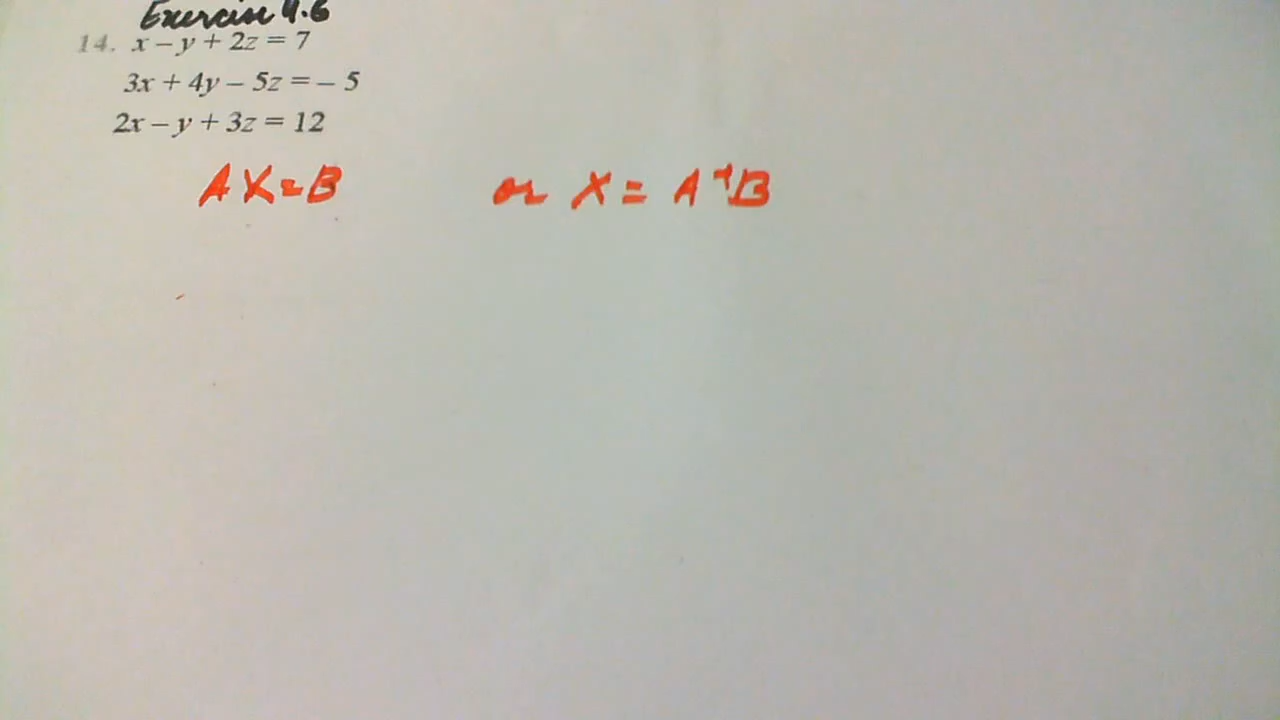 Exercise 4.6
14. x – y + 2z = 7
3x + 4y – 5z = – 5
2x – y + 3z = 12
AX=B or X = A⁻¹B